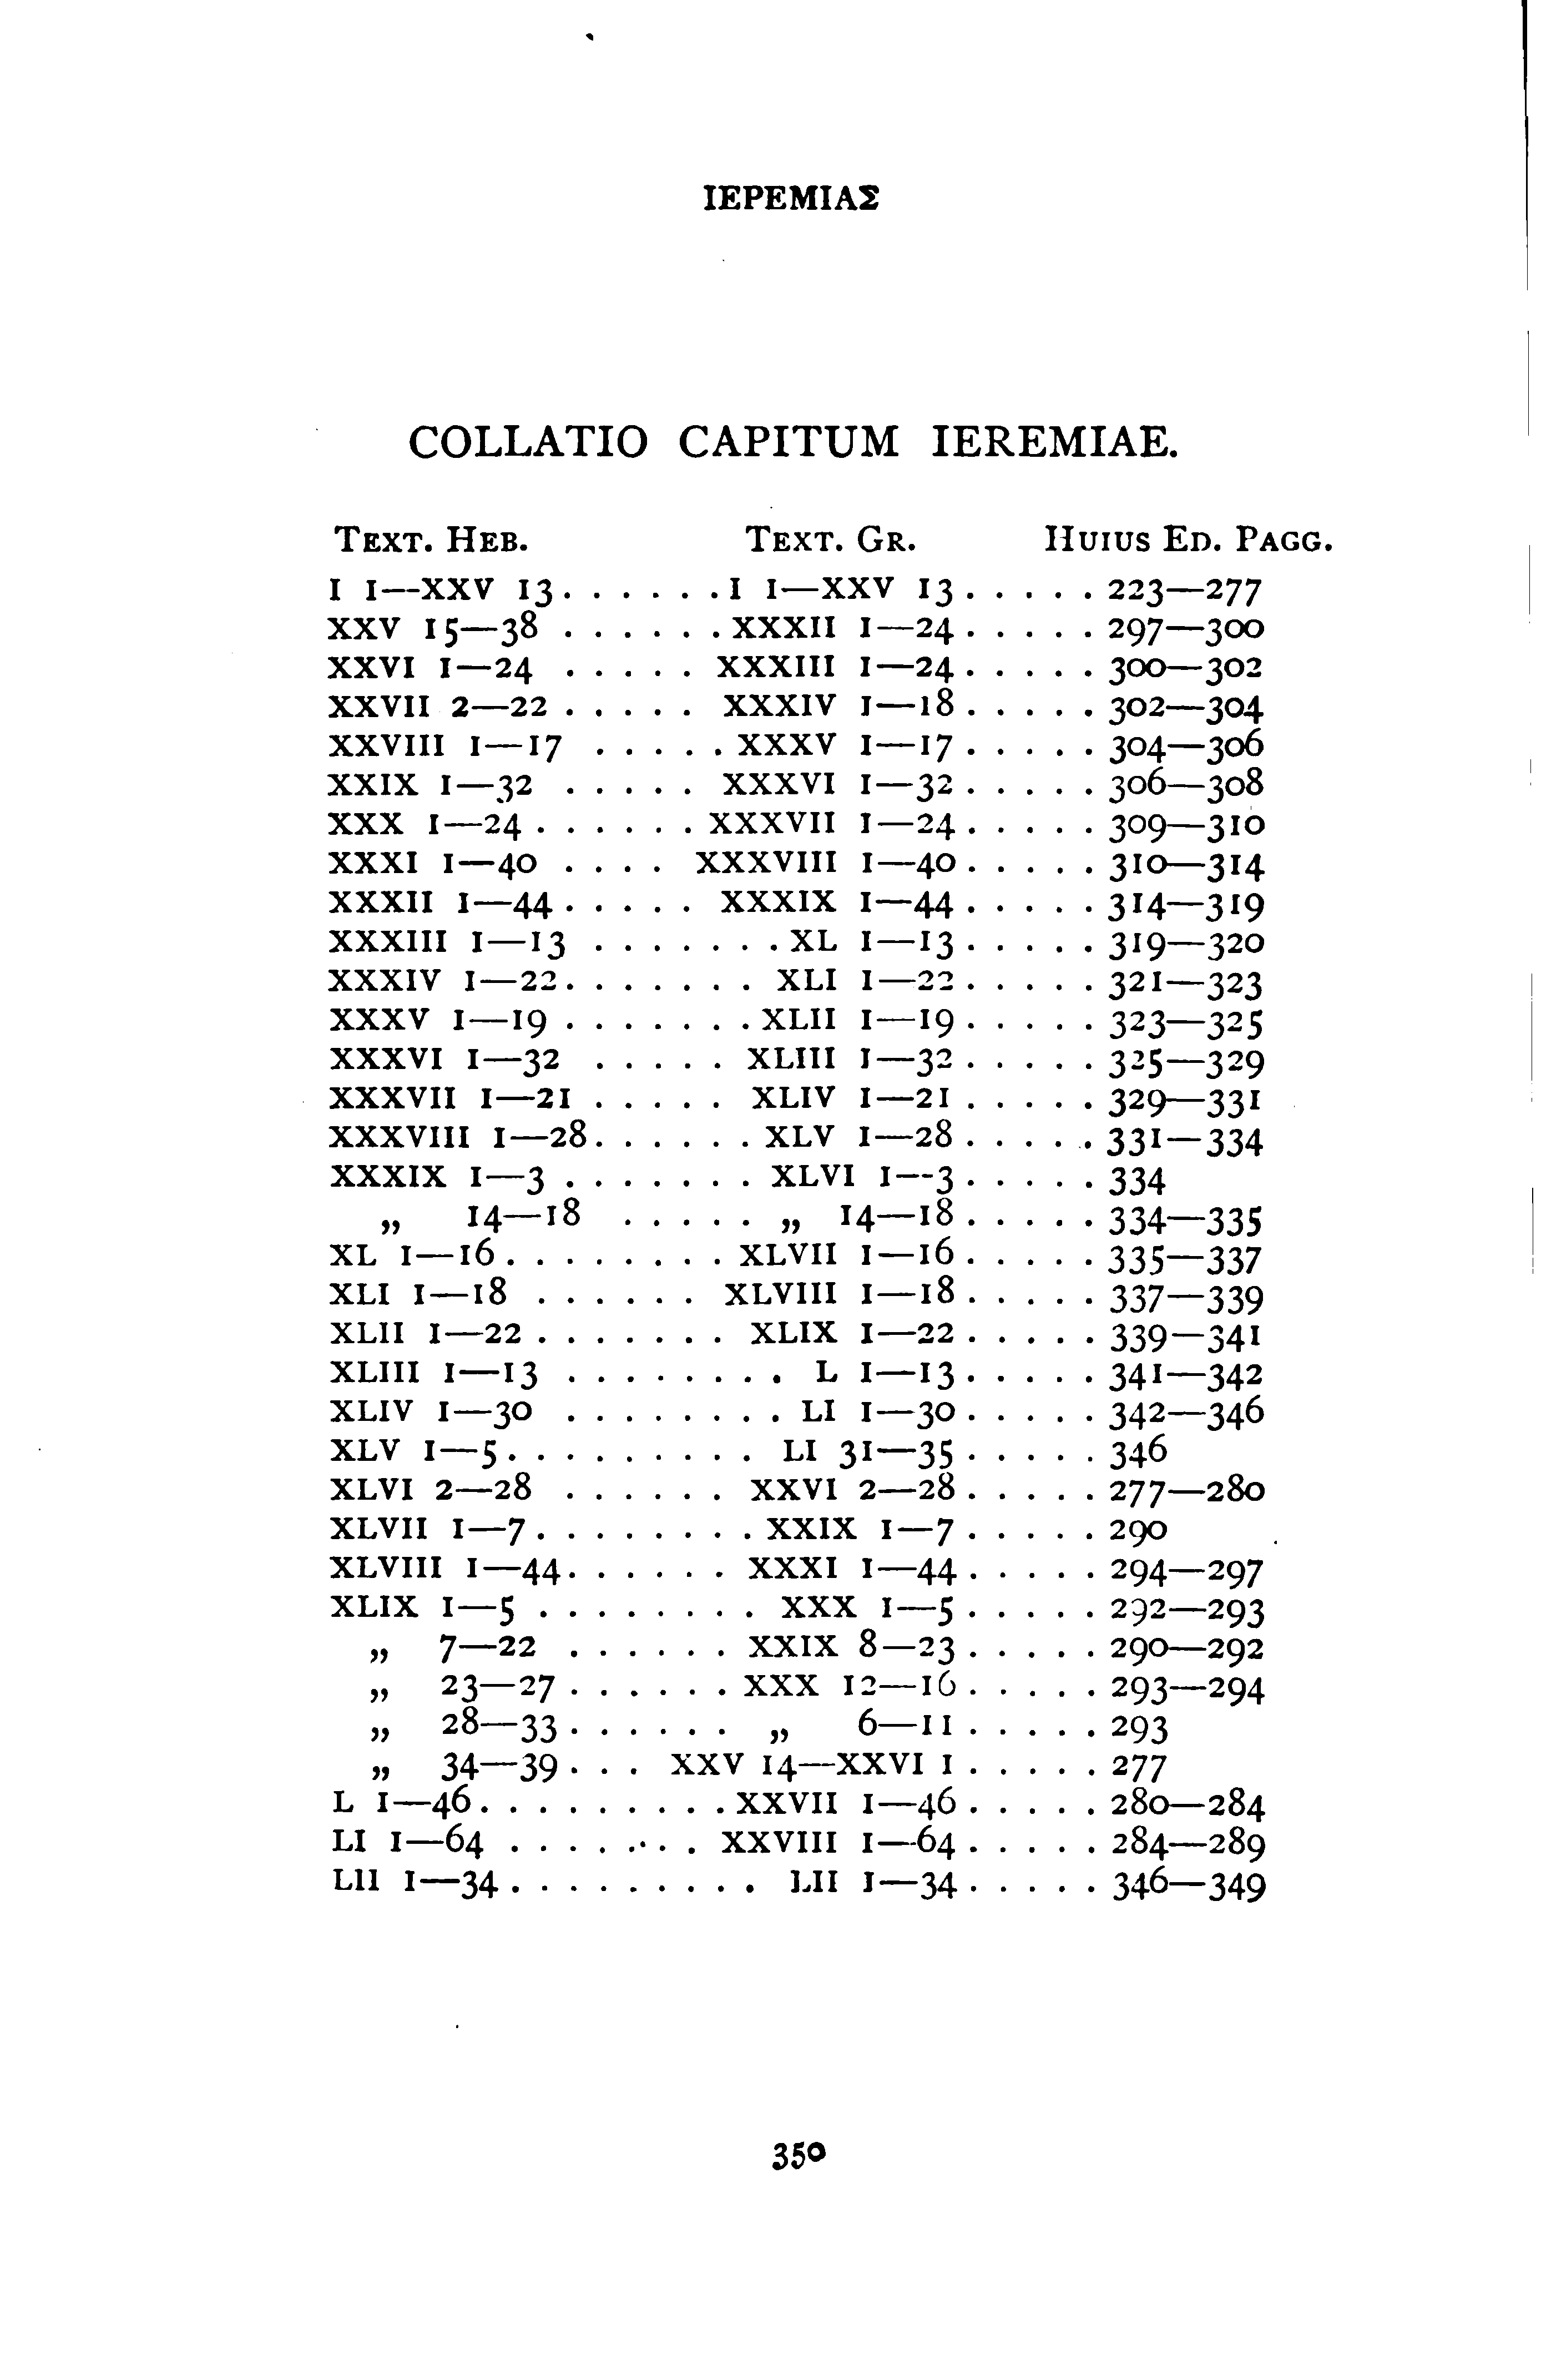 ΙΕΡΕΜΙΑΣ
COLLATIO CAPITUM IEREMIAE.
TEXT. HEB. TEXT. GR. HUIUS ED. PAGG.
I 1—XXV 13. . . . . . I 1—XXV 13. . . . . 223—277
XXV 15—38 . . . . . . XXXII 1—24. . . . . 297—300
XXVI 1—24 . . . . . XXXIII 1—24. . . . . 300—302
XXVII 2—22 . . . . . XXXIV 1—18. . . . . 302—304
XXVIII 1—17 . . . . . XXXV 1—17. . . . . 304—306
XXIX 1—32 . . . . . XXXVI 1—32. . . . . 306—308
XXX 1—24. . . . . . XXXVII 1—24. . . . . 309—310
XXXI 1—40 . . . . XXXVIII 1—40. . . . . 310—314
XXXII 1—44. . . . . XXXIX 1—44. . . . . 314—319
XXXIII 1—13 . . . . . . . XL 1—13. . . . . 319—320
XXXIV 1—22. . . . . . . XLI 1—22. . . . . 321—323
XXXV 1—19 . . . . . . . XLII 1—19. . . . . 323—325
XXXVI 1—32 . . . . . XLIII 1—32. . . . . 325—329
XXXVII 1—21 . . . . . XLIV 1—21 . . . . . 329—331
XXXVIII 1—28. . . . . . XLV 1—28. . . . . 331—334
XXXIX 1—3 . . . . . . . XLVI 1—3. . . . . 334
„ 14—18 . . . . . „ 14—18. . . . . 334—335
XL 1—16. . . . . . . . XLVII 1—16. . . . . 335—337
XLI 1—18 . . . . . . XLVIII 1—18. . . . . 337—339
XLII 1—22 . . . . . . . XLIX 1—22. . . . . 339—341
XLIII 1—13 . . . . . . . . L 1—13. . . . . 341—342
XLIV 1—30 . . . . . . . . LI 1—30. . . . . 342—346
XLV 1—5. . . . . . . . . LI 31—35. . . . . 346
XLVI 2—28 . . . . . . XXVI 2—28. . . . . 277—280
XLVII 1—7. . . . . . . . XXIX 1—7. . . . . 290
XLVIII 1—44. . . . . . XXXI 1—44. . . . . 294—297
XLIX 1—5 . . . . . . . . XXX 1—5. . . . . 292—293
„ 7—22 . . . . . . XXIX 8—23. . . . . 290—292
„ 23—27. . . . . . XXX 12—16. . . . . 293—294
„ 28—33. . . . . . „ 6—11. . . . . 293
„ 34—39. . . XXV 14—XXVI 1 . . . . . 277
L 1—46. . . . . . . . . XXVII 1—46. . . . . 280—284
LI 1—64 . . . . . . . XXVIII 1—64. . . . . 284—289
LII 1—34. . . . . . . . . LII 1—34. . . . . 346—349
350